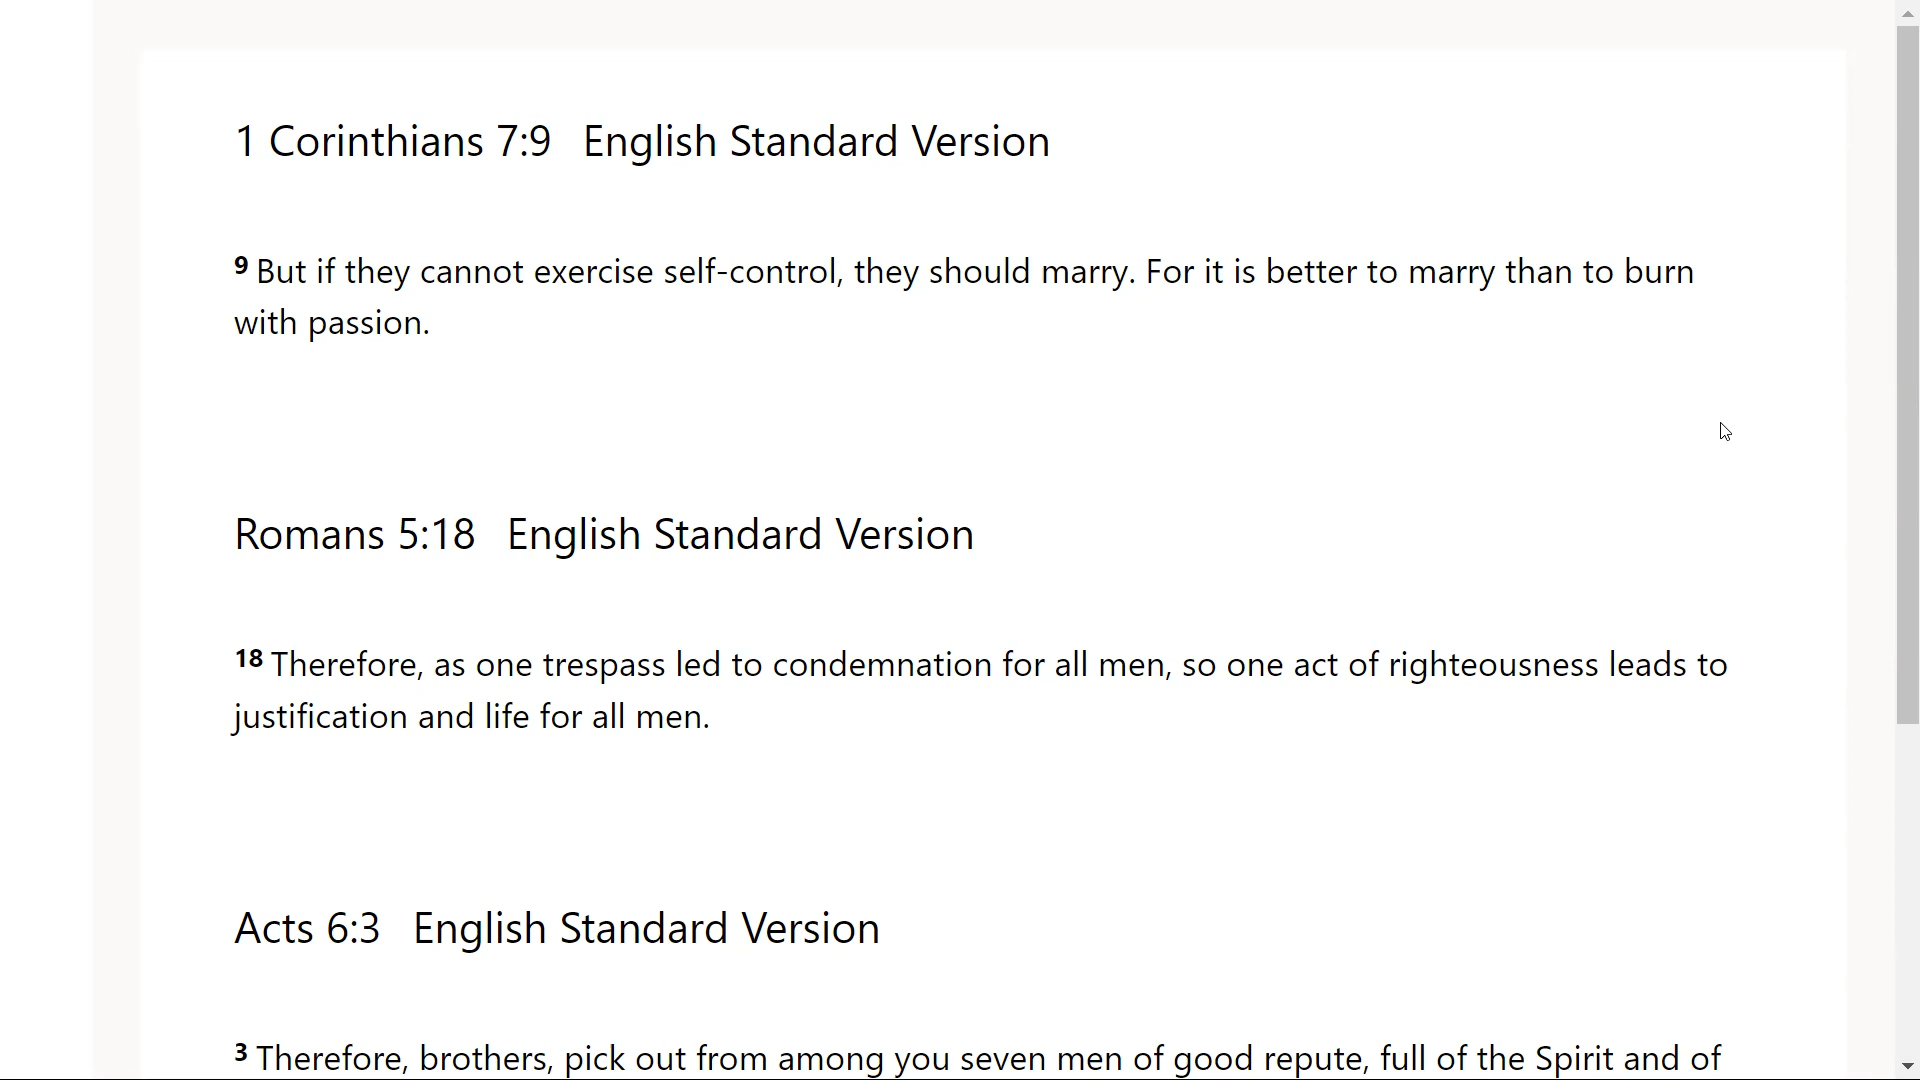 1 Corinthians 7:9 English Standard Version
9 But if they cannot exercise self-control, they should marry. For it is better to marry than to burn
with passion.
Romans 5:18 English Standard Version
18 Therefore, as one trespass led to condemnation for all men, so one act of righteousness leads to
justification and life for all men.
Acts 6:3 English Standard Version
3 Therefore, brothers, pick out from among you seven men of good repute, full of the Spirit and of